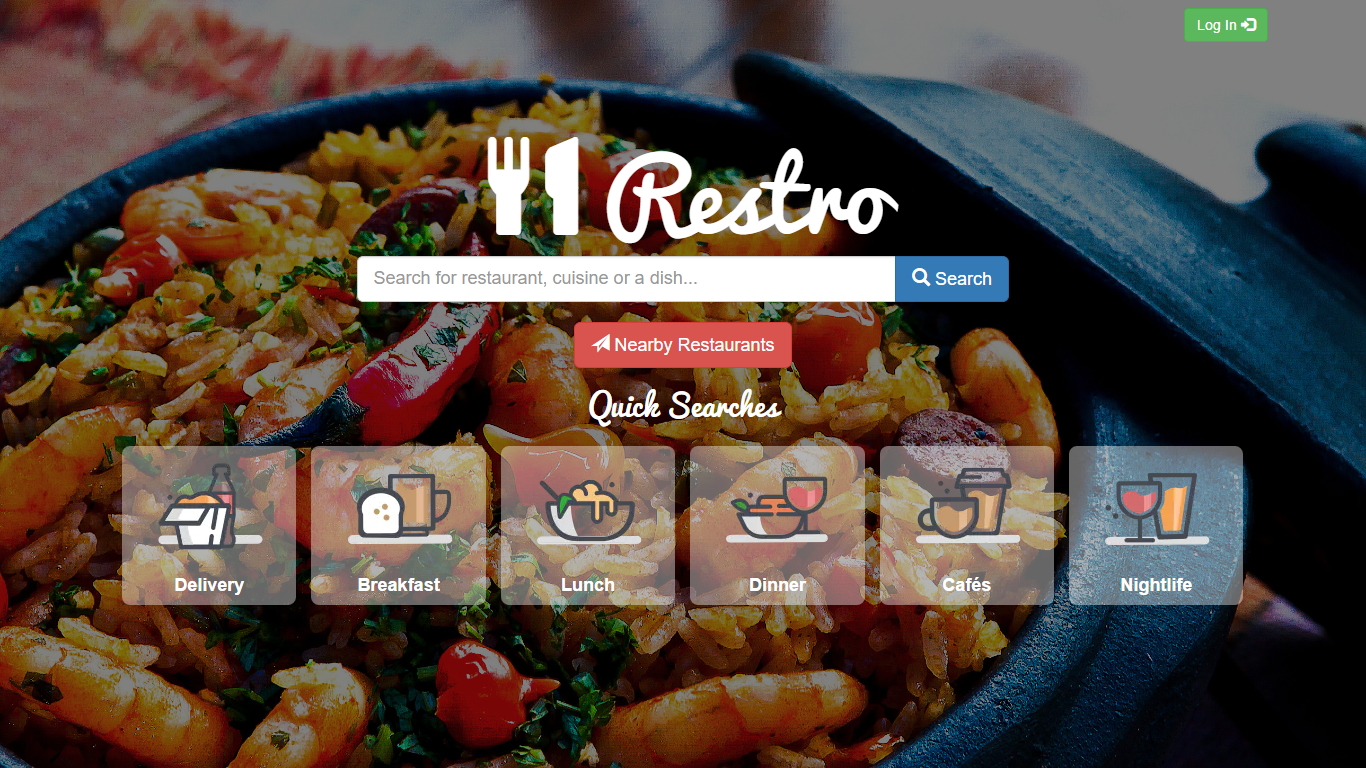 Log In
Restro
Search for restaurant, cuisine or a dish...
Search
Nearby Restaurants
Quick Searches
Delivery
Breakfast
Lunch
Dinner
Cafés
Nightlife